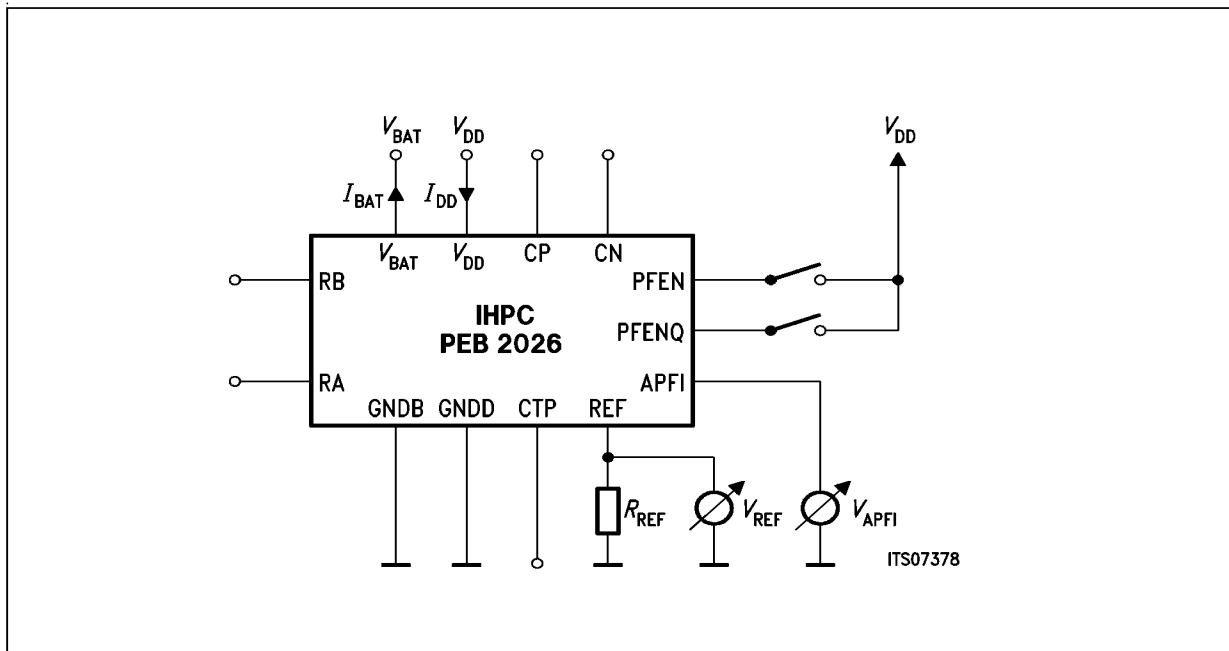 V_BAT V_DD V_DD
I_BAT I_DD
V_BAT V_DD CP CN
RB PFEN
IHPC
PEB 2026
PFENQ
RA APFI
GNDB GNDD CTP REF
R_REF V_REF V_APFI
ITS07378